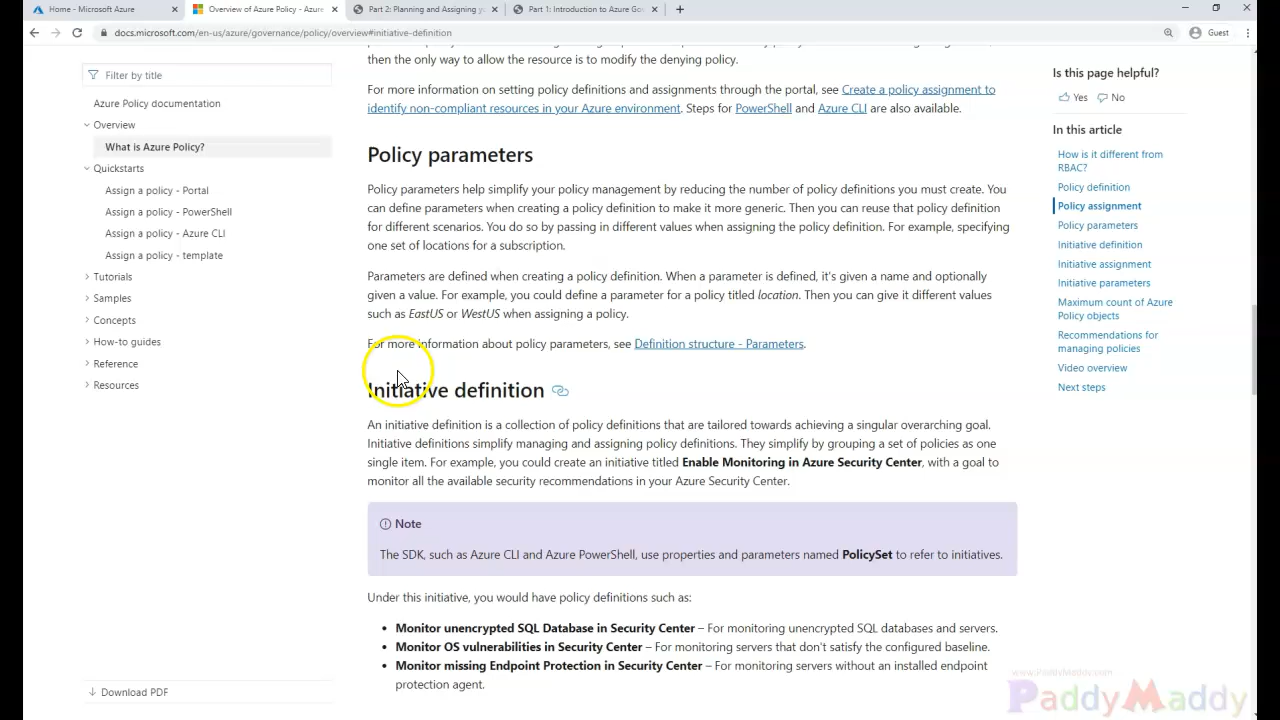 Home - Microsoft Azure
Overview of Azure Policy - Azure
Part 2: Planning and Assigning y
Part 1: Introduction to Azure Go
docs.microsoft.com/en-us/azure/governance/policy/overview#initiative-definition
Guest
Filter by title
Azure Policy documentation
Overview
What is Azure Policy?
Quickstarts
Assign a policy - Portal
Assign a policy - PowerShell
Assign a policy - Azure CLI
Assign a policy - template
Tutorials
Samples
Concepts
How-to guides
Reference
Resources
Download PDF
then the only way to allow the resource is to modify the denying policy.
For more information on setting policy definitions and assignments through the portal, see Create a policy assignment to
identify non-compliant resources in your Azure environment. Steps for PowerShell and Azure CLI are also available.
Policy parameters
Policy parameters help simplify your policy management by reducing the number of policy definitions you must create. You
can define parameters when creating a policy definition to make it more generic. Then you can reuse that policy definition
for different scenarios. You do so by passing in different values when assigning the policy definition. For example, specifying
one set of locations for a subscription.
Parameters are defined when creating a policy definition. When a parameter is defined, it's given a name and optionally
given a value. For example, you could define a parameter for a policy titled location. Then you can give it different values
such as EastUS or WestUS when assigning a policy.
For more information about policy parameters, see Definition structure - Parameters.
Initiative definition
An initiative definition is a collection of policy definitions that are tailored towards achieving a singular overarching goal.
Initiative definitions simplify managing and assigning policy definitions. They simplify by grouping a set of policies as one
single item. For example, you could create an initiative titled Enable Monitoring in Azure Security Center, with a goal to
monitor all the available security recommendations in your Azure Security Center.
Note
The SDK, such as Azure CLI and Azure PowerShell, use properties and parameters named PolicySet to refer to initiatives.
Under this initiative, you would have policy definitions such as:
• Monitor unencrypted SQL Database in Security Center – For monitoring unencrypted SQL databases and servers.
• Monitor OS vulnerabilities in Security Center – For monitoring servers that don't satisfy the configured baseline.
• Monitor missing Endpoint Protection in Security Center – For monitoring servers without an installed endpoint
protection agent.
Is this page helpful?
Yes No
In this article
How is it different from
RBAC?
Policy definition
Policy assignment
Policy parameters
Initiative definition
Initiative assignment
Initiative parameters
Maximum count of Azure
Policy objects
Recommendations for
managing policies
Video overview
Next steps
www.PaddyMaddy.com
PaddyMaddy